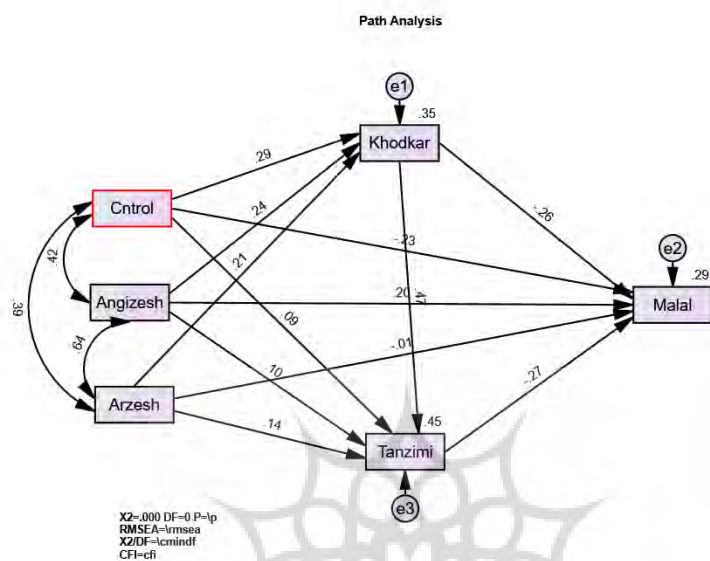 Path Analysis
e1
.35
Khodkar
.29
Cntrol
.24
-.26
e2
.21
-.23
.29
.42
.39
Angizesh
.20
.47
Malal
.09
-.01
.64
.10
Arzesh
-.27
.14
.45
Tanzimi
e3
X2=.000 DF=0 P=\p
RMSEA=\rmsea
X2/DF=\cmindf
CFI=cfi